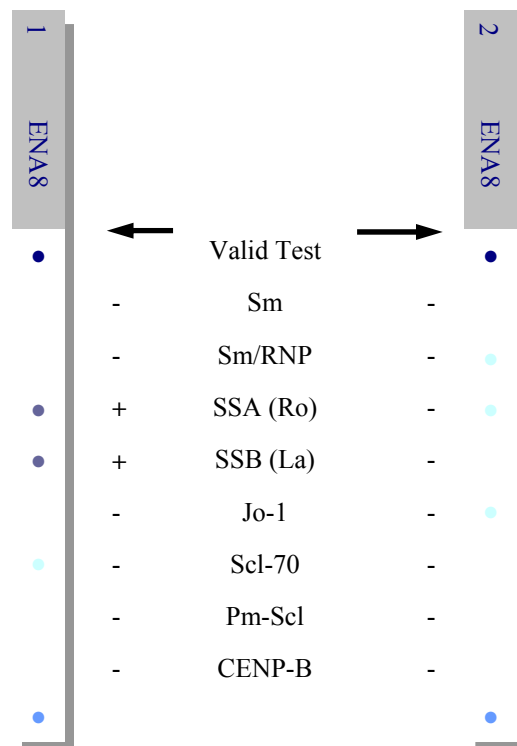 1 ENA8
2 ENA8
Valid Test
- Sm -
- Sm/RNP -
+ SSA (Ro) -
+ SSB (La) -
- Jo-1 -
- Scl-70 -
- Pm-Scl -
- CENP-B -